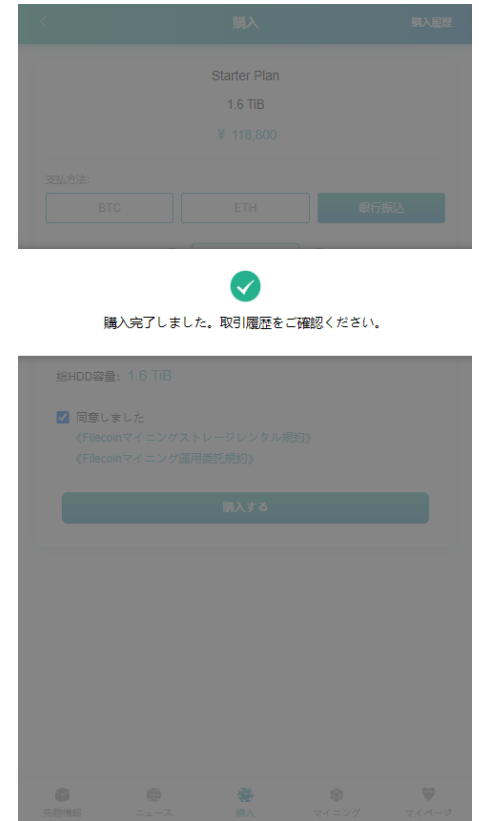 購入
購入履歴
Starter Plan
1.6 TiB
¥ 118,800
支払方法:
BTC
ETH
銀行振込
購入完了しました。取引履歴をご確認ください。
総HDD容量: 1.6 TiB
同意しました
《Filecoinマイニングストレージレンタル規約》
《Filecoinマイニング運用委託規約》
購入する
先物情報
ニュース
購入
マイニング
マイページ